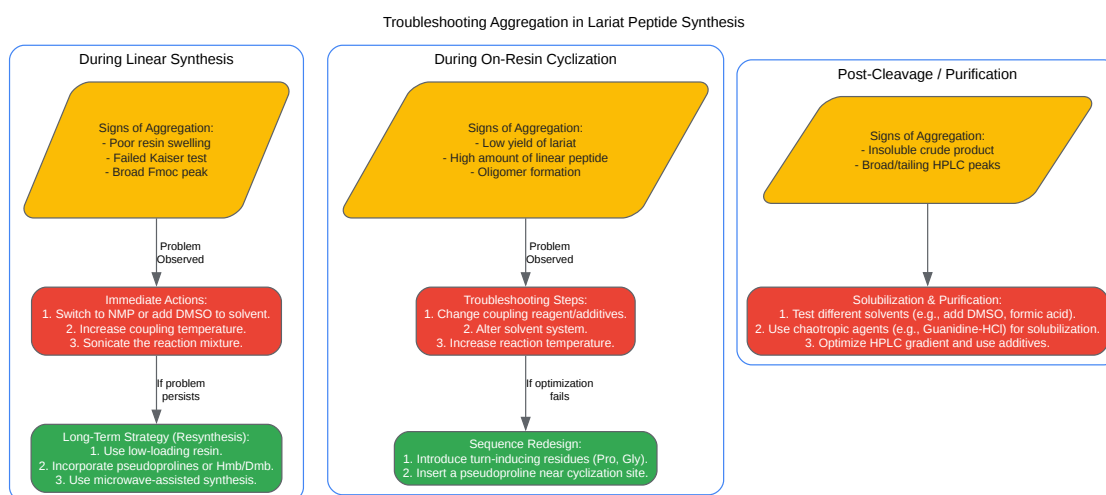 Troubleshooting Aggregation in Lariat Peptide Synthesis
During Linear Synthesis
Signs of Aggregation:
- Poor resin swelling
- Failed Kaiser test
- Broad Fmoc peak
Problem
Observed
Immediate Actions:
1. Switch to NMP or add DMSO to solvent.
2. Increase coupling temperature.
3. Sonicate the reaction mixture.
If problem
persists
Long-Term Strategy (Resynthesis):
1. Use low-loading resin.
2. Incorporate pseudoprolines or Hmb/Dmb.
3. Use microwave-assisted synthesis.
During On-Resin Cyclization
Signs of Aggregation:
- Low yield of lariat
- High amount of linear peptide
- Oligomer formation
Problem
Observed
Troubleshooting Steps:
1. Change coupling reagent/additives.
2. Alter solvent system.
3. Increase reaction temperature.
If optimization
fails
Sequence Redesign:
1. Introduce turn-inducing residues (Pro, Gly).
2. Insert a pseudoproline near cyclization site.
Post-Cleavage / Purification
Signs of Aggregation:
- Insoluble crude product
- Broad/tailing HPLC peaks
Solubilization & Purification:
1. Test different solvents (e.g., add DMSO, formic acid).
2. Use chaotropic agents (e.g., Guanidine-HCl) for solubilization.
3. Optimize HPLC gradient and use additives.